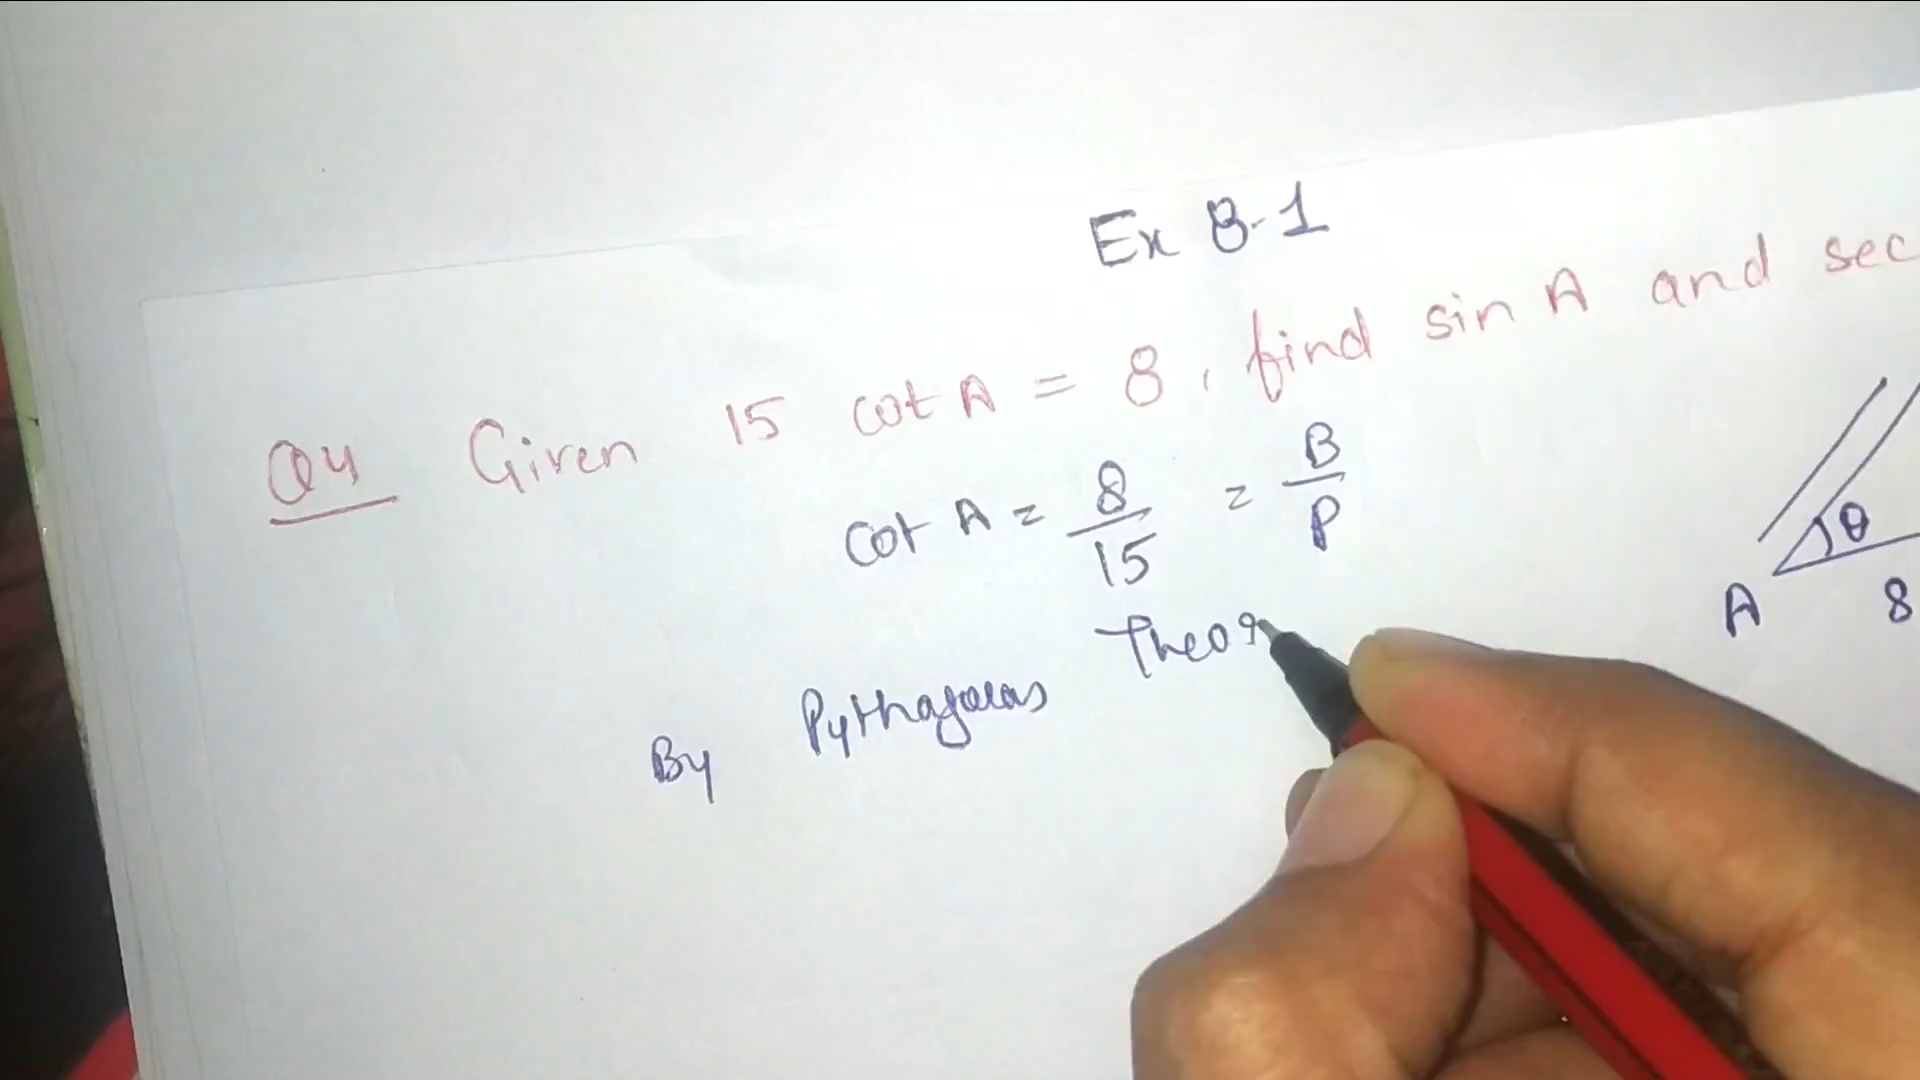 Ex 8.1
Q4 Given 15 cot A = 8, find sin A and sec
cot A = 8/15 = B/P
θ
A 8
By Pythagoras Theor